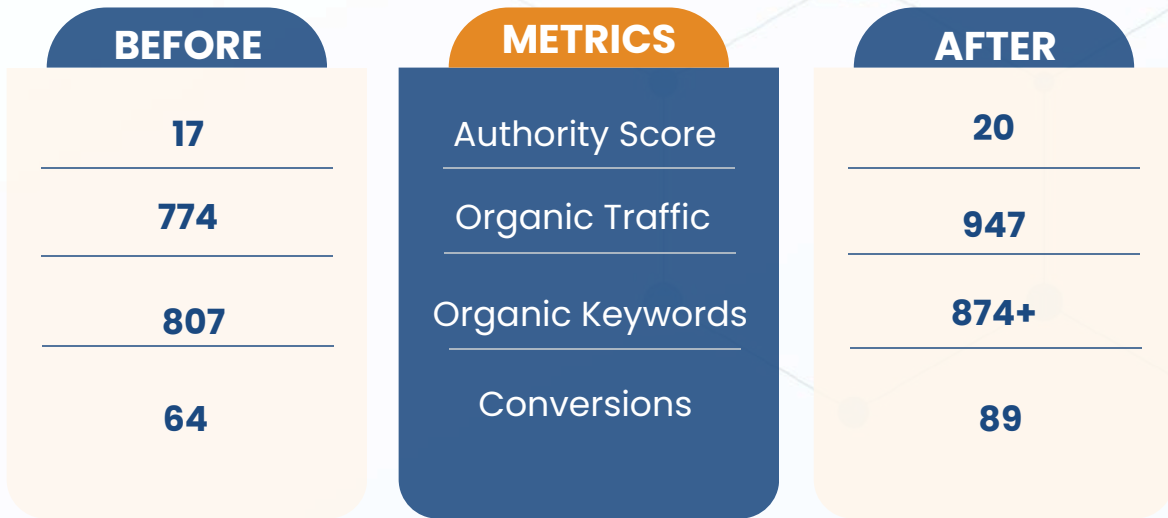 BEFORE METRICS AFTER
17 Authority Score 20
774 Organic Traffic 947
807 Organic Keywords 874+
64 Conversions 89